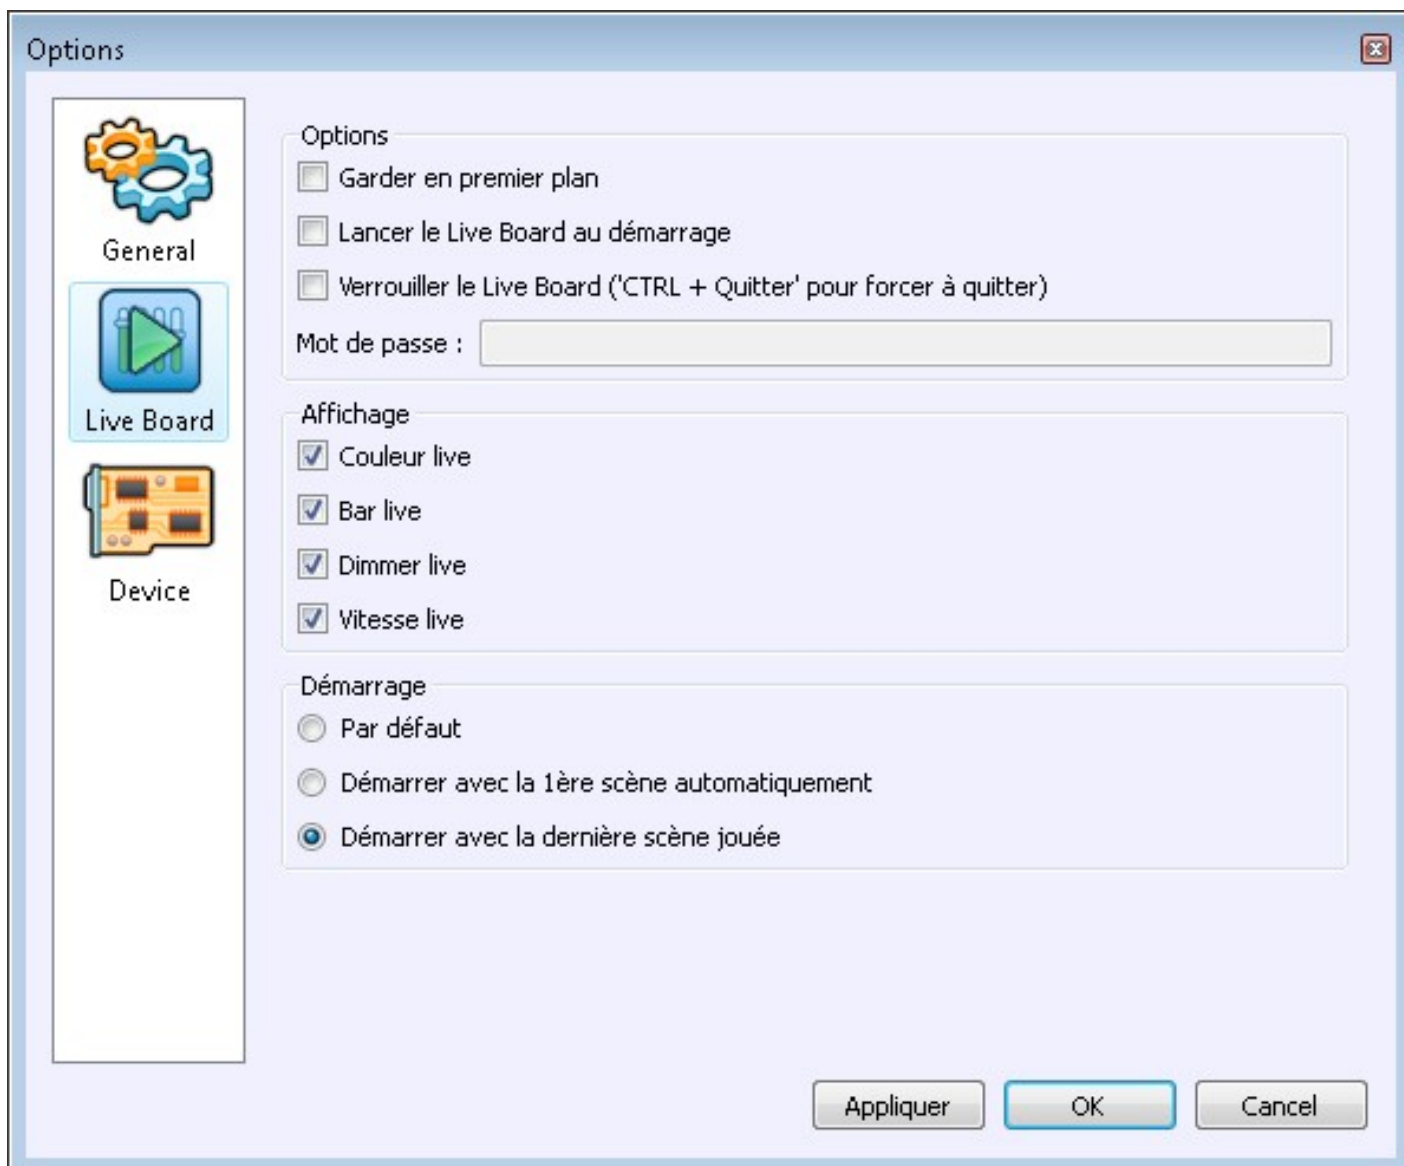 Options
General
Live Board
Device
Options
Garder en premier plan
Lancer le Live Board au démarrage
Verrouiller le Live Board ('CTRL + Quitter' pour forcer à quitter)
Mot de passe :
Affichage
Couleur live
Bar live
Dimmer live
Vitesse live
Démarrage
Par défaut
Démarrer avec la 1ère scène automatiquement
Démarrer avec la dernière scène jouée
Appliquer OK Cancel